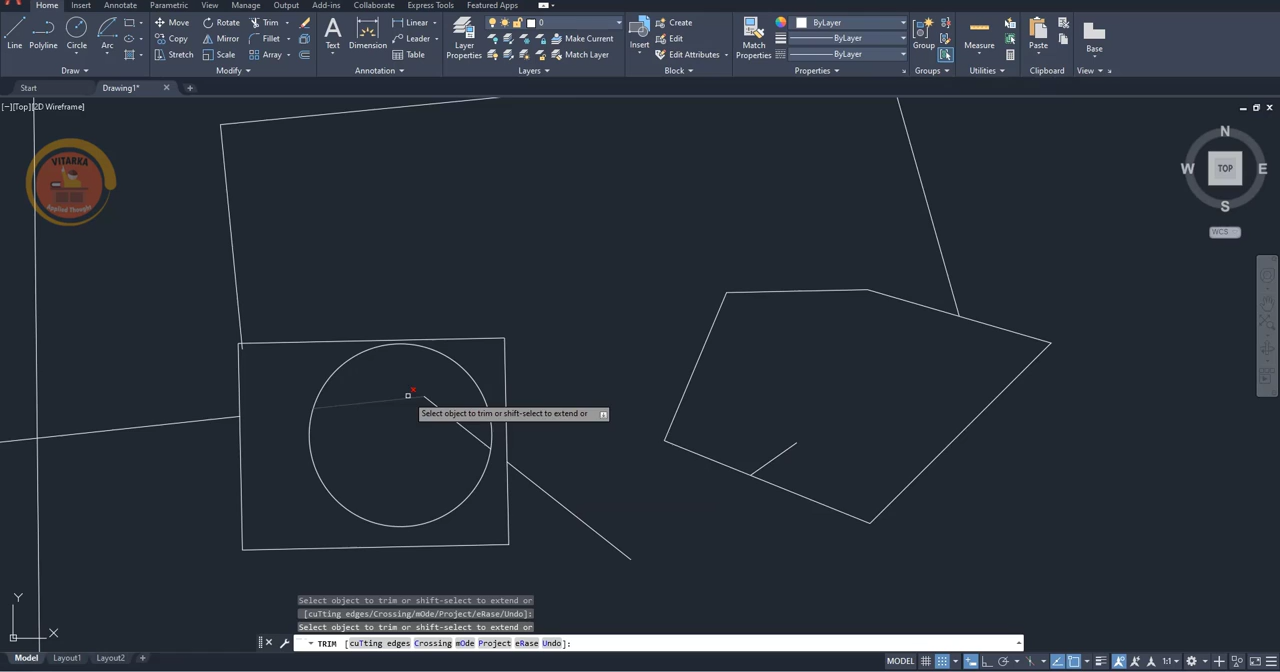 Home Insert Annotate Parametric View Manage Output Add-ins Collaborate Express Tools Featured Apps
Line Polyline Circle Arc
Move Rotate Trim
Copy Mirror Fillet
Stretch Scale Array
Text Dimension
Linear
Leader
Table
Layer Properties
0
Make Current
Match Layer
Insert
Create
Edit
Edit Attributes
Match Properties
ByLayer
ByLayer
ByLayer
Group
Measure
Paste
Base
Draw Modify Annotation Layers Block Properties Groups Utilities Clipboard View
Start Drawing1*
[−][Top][2D Wireframe]
VITARKA
Applied Thought
N
W TOP E
S
WCS
Select object to trim or shift-select to extend or
Y
X
Select object to trim or shift-select to extend or
[cuTting edges/Crossing/mOde/Project/eRase/Undo]:
Select object to trim or shift-select to extend or
TRIM [cuTting edges Crossing mOde Project eRase Undo]:
Model Layout1 Layout2
MODEL 1:1